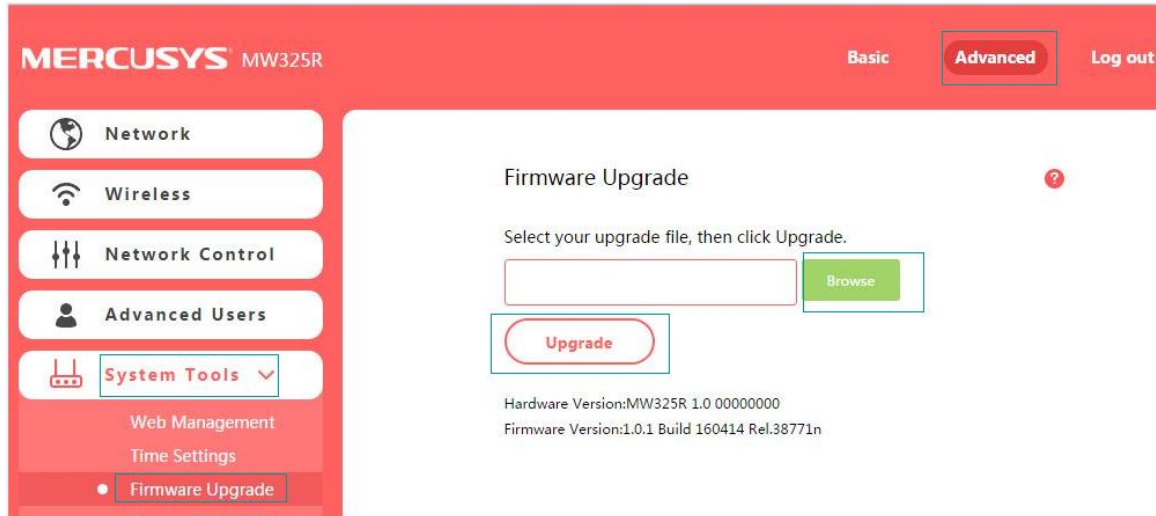 MERCUSYS MW325R
Basic
Advanced
Log out
Network
Wireless
Network Control
Advanced Users
System Tools
Web Management
Time Settings
Firmware Upgrade
Firmware Upgrade
?
Select your upgrade file, then click Upgrade.
Browse
Upgrade
Hardware Version:MW325R 1.0 00000000
Firmware Version:1.0.1 Build 160414 Rel.38771n